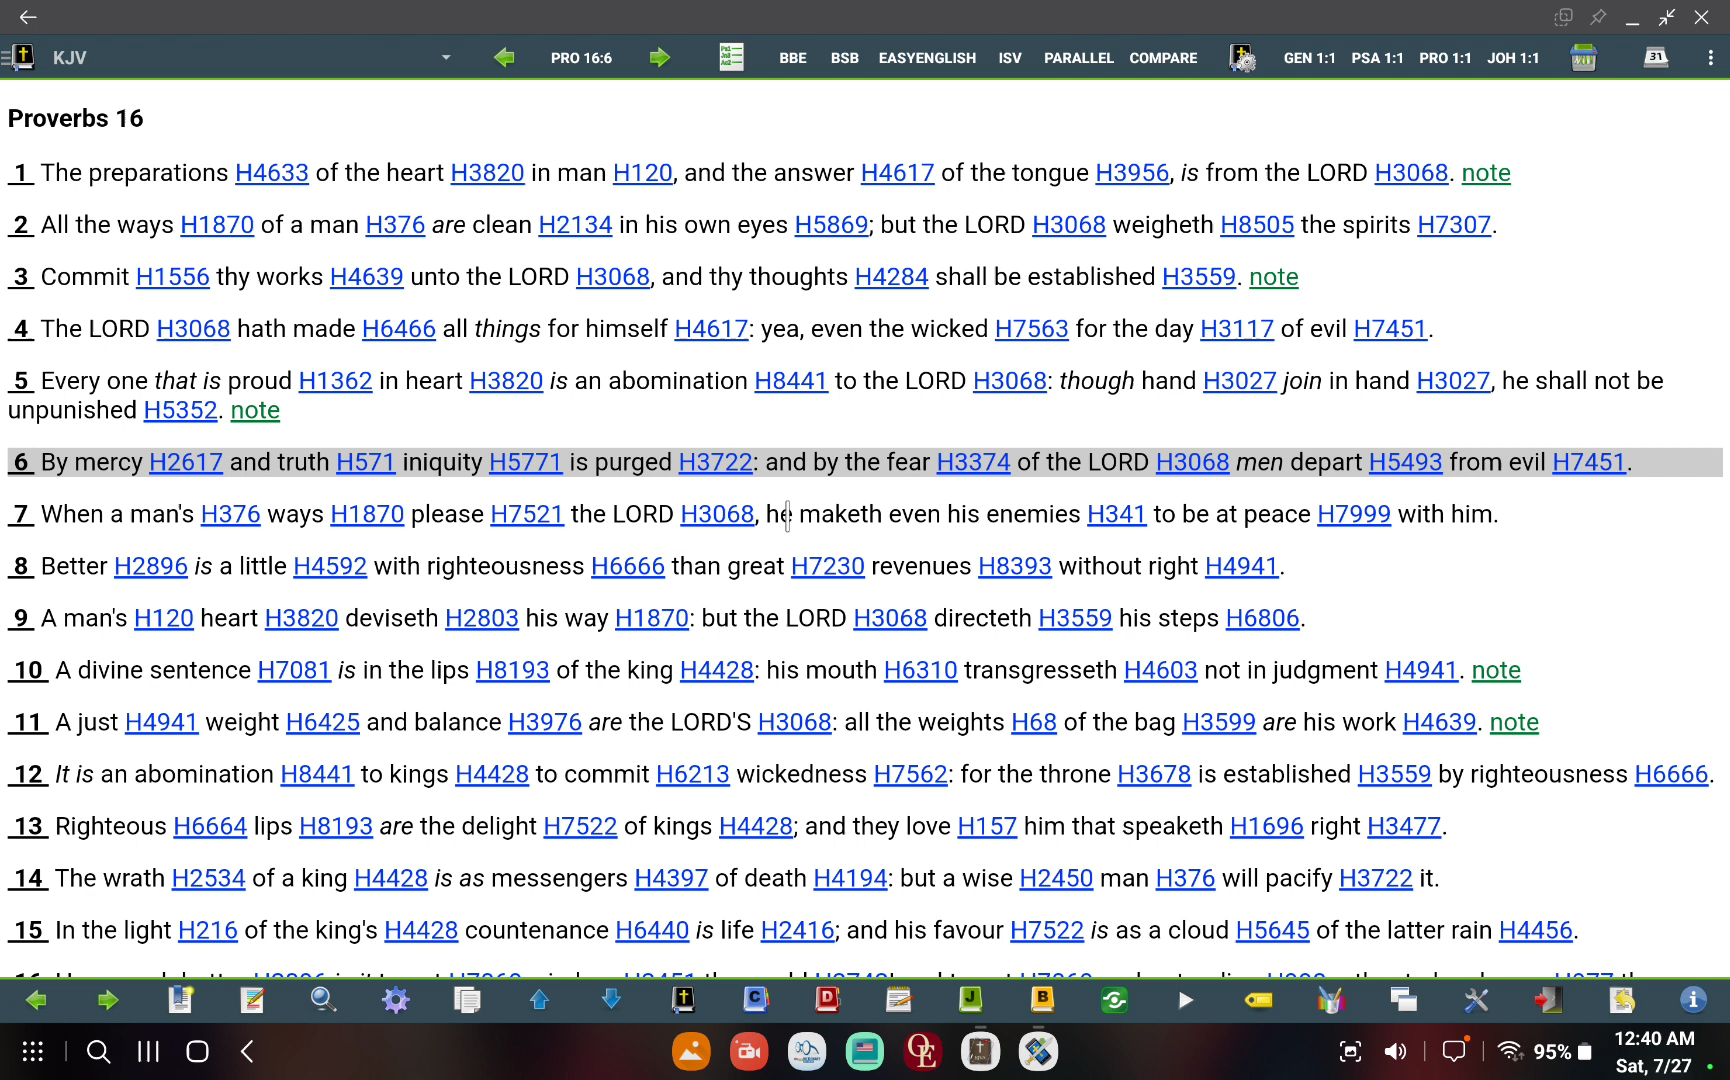 KJV PRO 16:6 BBE BSB EASYENGLISH ISV PARALLEL COMPARE GEN 1:1 PSA 1:1 PRO 1:1 JOH 1:1 31
Proverbs 16
1 The preparations H4633 of the heart H3820 in man H120, and the answer H4617 of the tongue H3956, is from the LORD H3068. note
2 All the ways H1870 of a man H376 are clean H2134 in his own eyes H5869; but the LORD H3068 weigheth H8505 the spirits H7307.
3 Commit H1556 thy works H4639 unto the LORD H3068, and thy thoughts H4284 shall be established H3559. note
4 The LORD H3068 hath made H6466 all things for himself H4617: yea, even the wicked H7563 for the day H3117 of evil H7451.
5 Every one that is proud H1362 in heart H3820 is an abomination H8441 to the LORD H3068: though hand H3027 join in hand H3027, he shall not be
unpunished H5352. note
6 By mercy H2617 and truth H571 iniquity H5771 is purged H3722: and by the fear H3374 of the LORD H3068 men depart H5493 from evil H7451.
7 When a man's H376 ways H1870 please H7521 the LORD H3068, he maketh even his enemies H341 to be at peace H7999 with him.
8 Better H2896 is a little H4592 with righteousness H6666 than great H7230 revenues H8393 without right H4941.
9 A man's H120 heart H3820 deviseth H2803 his way H1870: but the LORD H3068 directeth H3559 his steps H6806.
10 A divine sentence H7081 is in the lips H8193 of the king H4428: his mouth H6310 transgresseth H4603 not in judgment H4941. note
11 A just H4941 weight H6425 and balance H3976 are the LORD'S H3068: all the weights H68 of the bag H3599 are his work H4639. note
12 It is an abomination H8441 to kings H4428 to commit H6213 wickedness H7562: for the throne H3678 is established H3559 by righteousness H6666.
13 Righteous H6664 lips H8193 are the delight H7522 of kings H4428; and they love H157 him that speaketh H1696 right H3477.
14 The wrath H2534 of a king H4428 is as messengers H4397 of death H4194: but a wise H2450 man H376 will pacify H3722 it.
15 In the light H216 of the king's H4428 countenance H6440 is life H2416; and his favour H7522 is as a cloud H5645 of the latter rain H4456.
C D J B
OE 95% 12:40 AM
Sat, 7/27